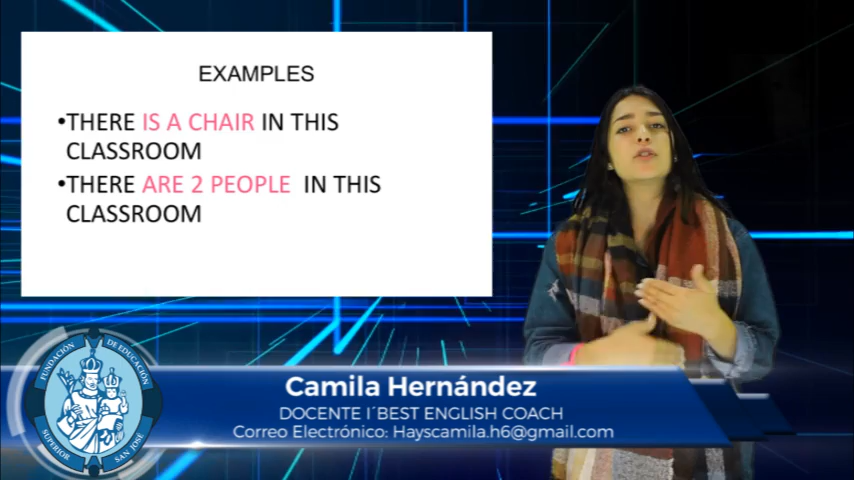 EXAMPLES
•THERE IS A CHAIR IN THIS
CLASSROOM
•THERE ARE 2 PEOPLE IN THIS
CLASSROOM
Camila Hernández
DOCENTE I´BEST ENGLISH COACH
Correo Electrónico: Hayscamila.h6@gmail.com
FUNDACIÓN DE EDUCACIÓN
SUPERIOR SAN JOSÉ